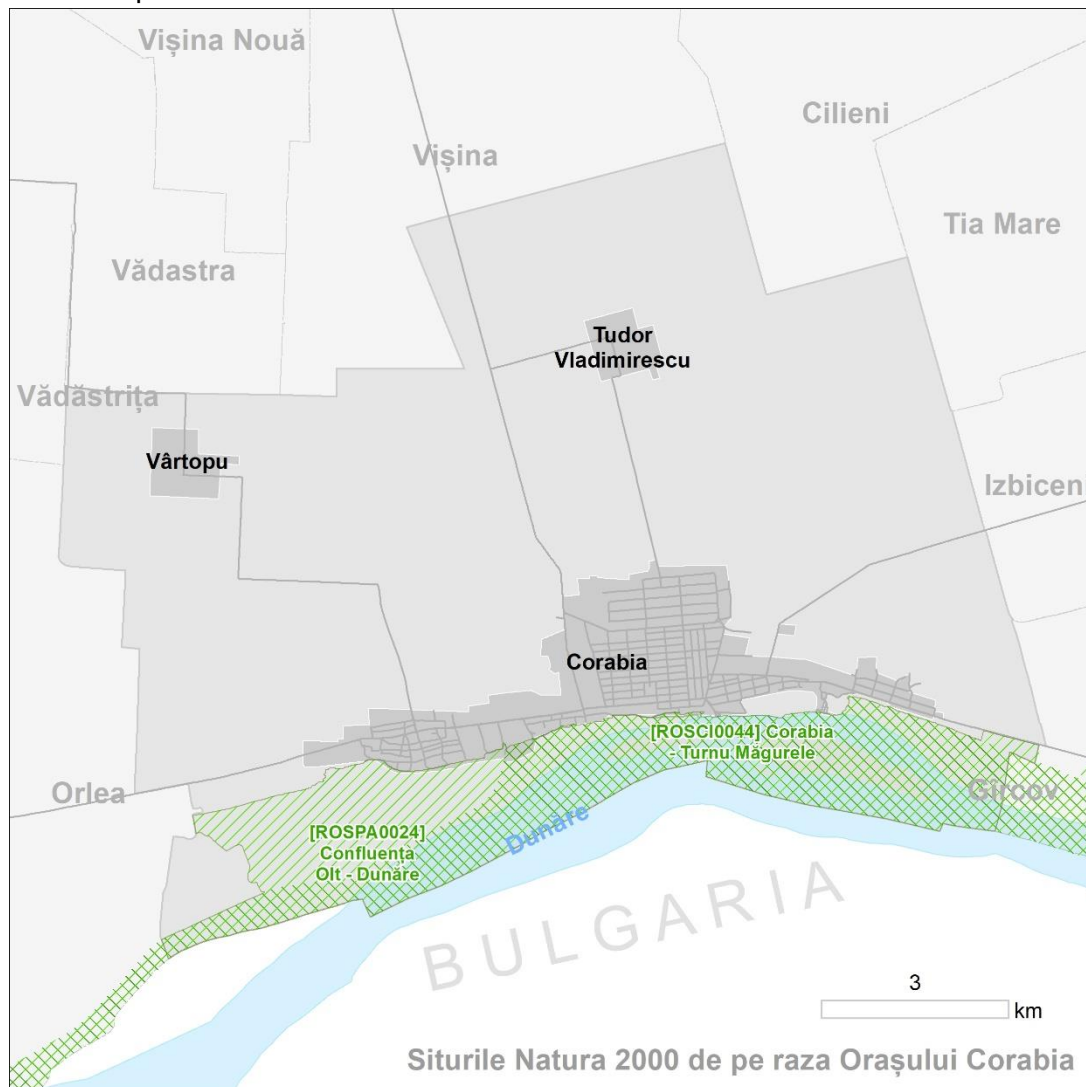 Vișina Nouă
Cilieni
Vișina
Tia Mare
Vădastra
Tudor
Vladimirescu
Vădăstrița
Vârtopu
Izbiceni
Corabia
[ROSCI0044] Corabia
- Turnu Măgurele
Orlea
Gîrcov
Dunăre
[ROSPA0024]
Confluența
Olt - Dunăre
BULGARIA
3
km
Siturile Natura 2000 de pe raza Orașului Corabia